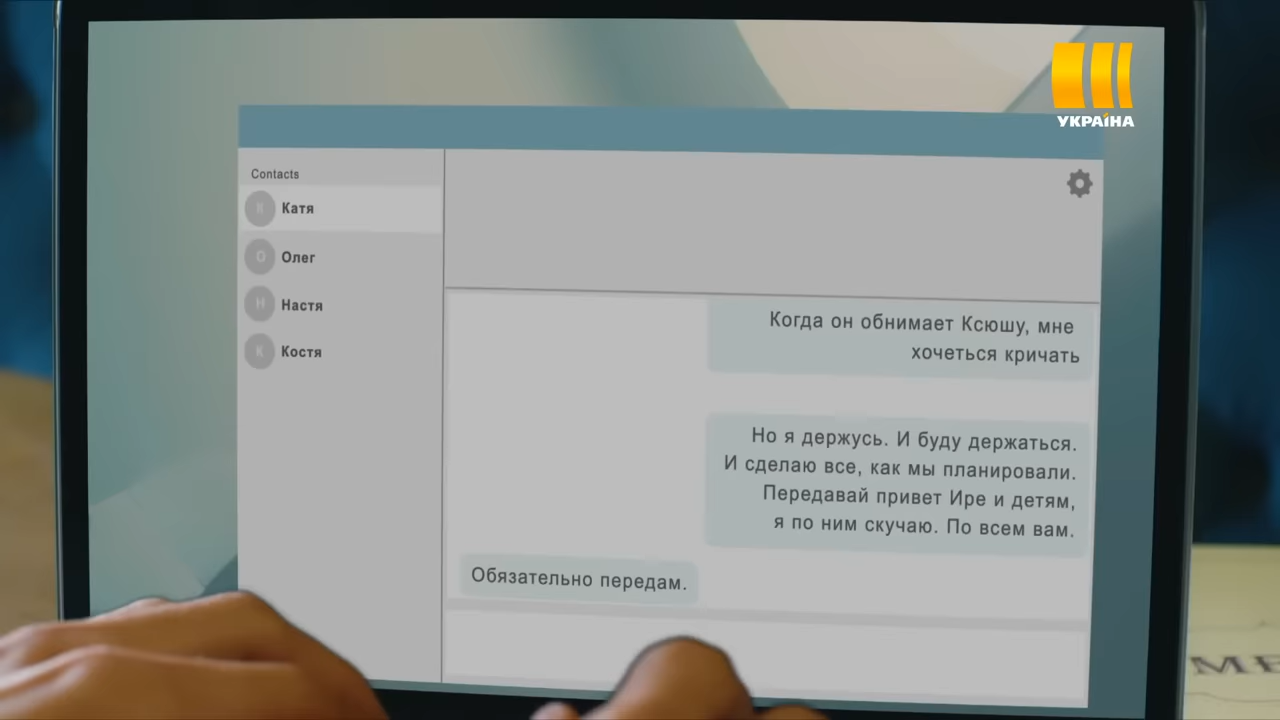 УКРАЇНА
Contacts
Катя
Олег
Настя
Костя
Когда он обнимает Ксюшу, мне
хочеться кричать
Но я держусь. И буду держаться.
И сделаю все, как мы планировали.
Передавай привет Ире и детям,
я по ним скучаю. По всем вам.
Обязательно передам.